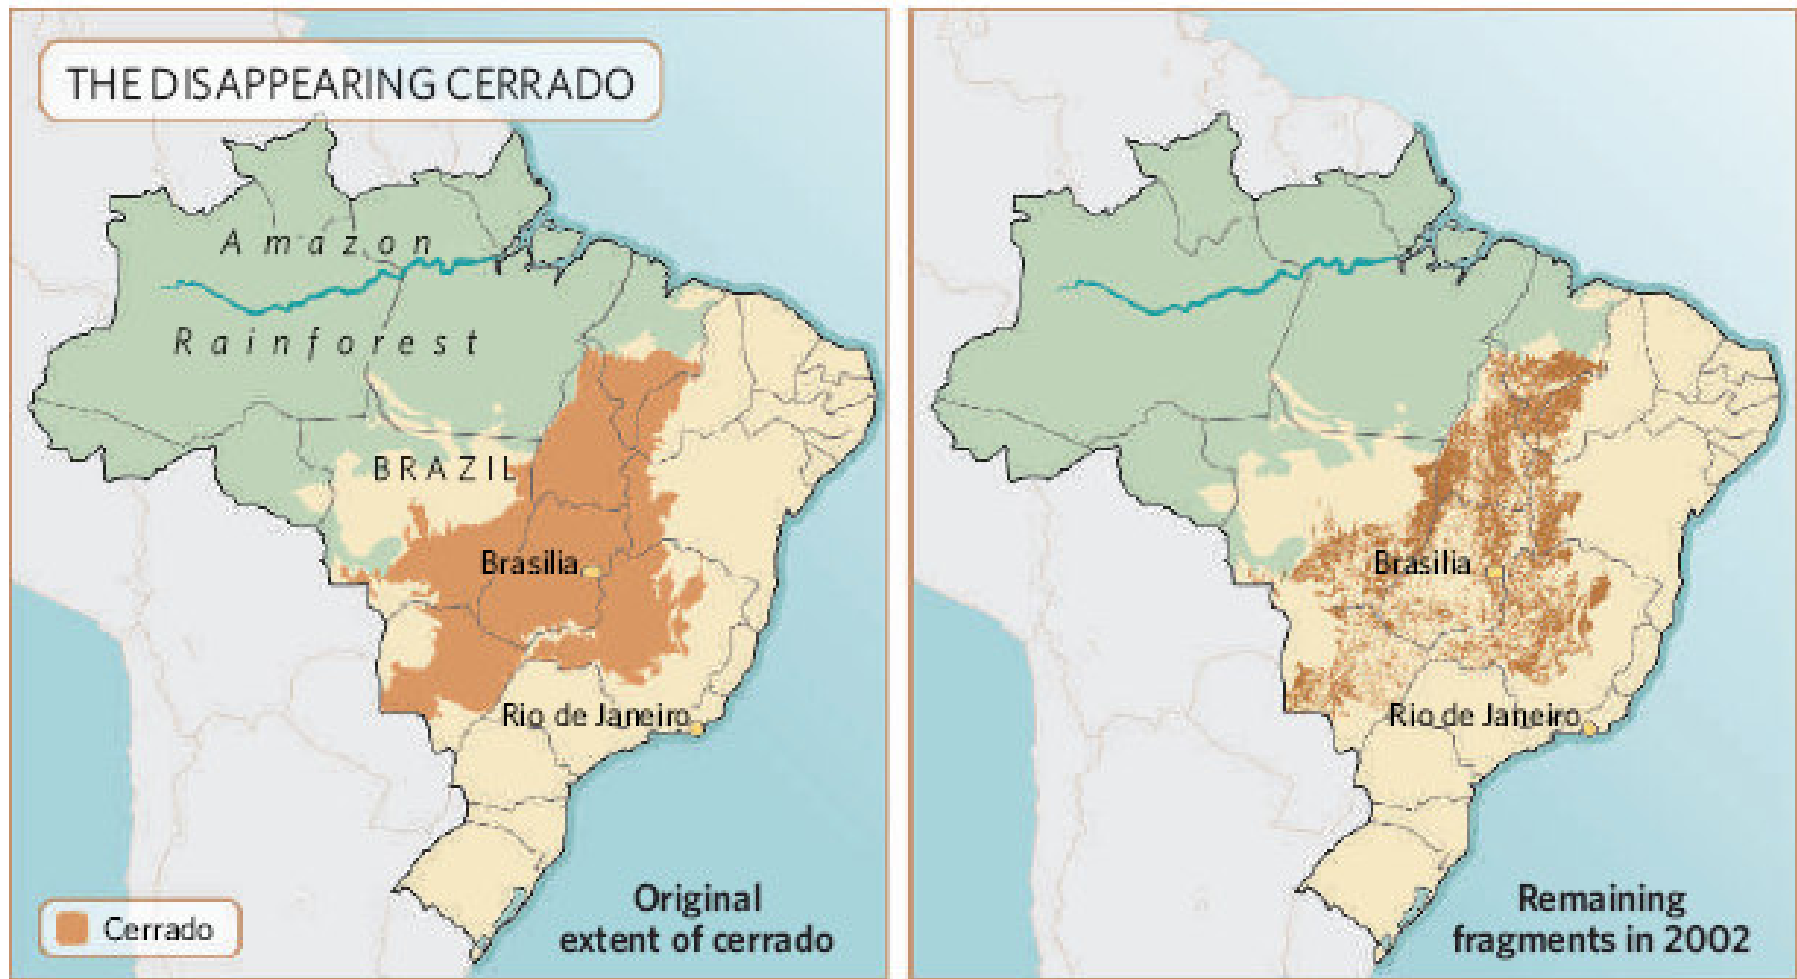 THE DISAPPEARING CERRADO
Amazon
Rainforest
BRAZIL
Brasilia
Rio de Janeiro
Cerrado
Original
extent of cerrado
Brasilia
Rio de Janeiro
Remaining
fragments in 2002